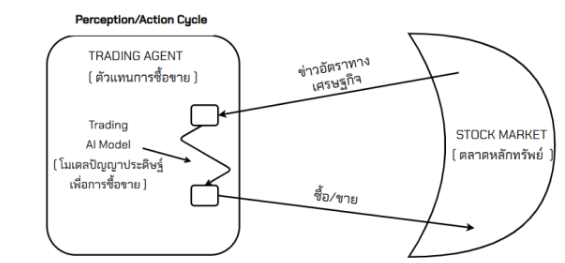 Perception/Action Cycle
TRADING AGENT
( ตัวแทนการซื้อขาย )
Trading
AI Model
( โมเดลปัญญาประดิษฐ์
เพื่อการซื้อขาย )
ข่าวอัตราทาง
เศรษฐกิจ
ซื้อ/ขาย
STOCK MARKET
( ตลาดหลักทรัพย์ )